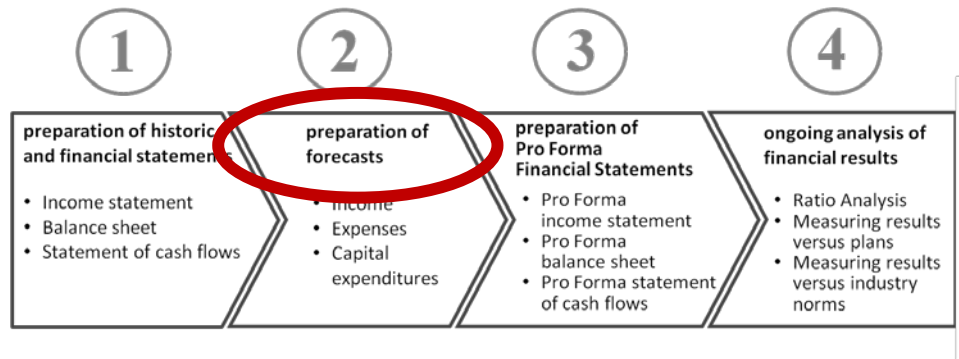 1
2
3
4
preparation of historic
and financial statements
• Income statement
• Balance sheet
• Statement of cash flows
preparation of
forecasts
• Income
• Expenses
• Capital
expenditures
preparation of
Pro Forma
Financial Statements
• Pro Forma
income statement
• Pro Forma
balance sheet
• Pro Forma statement
of cash flows
ongoing analysis of
financial results
• Ratio Analysis
• Measuring results
versus plans
• Measuring results
versus industry
norms